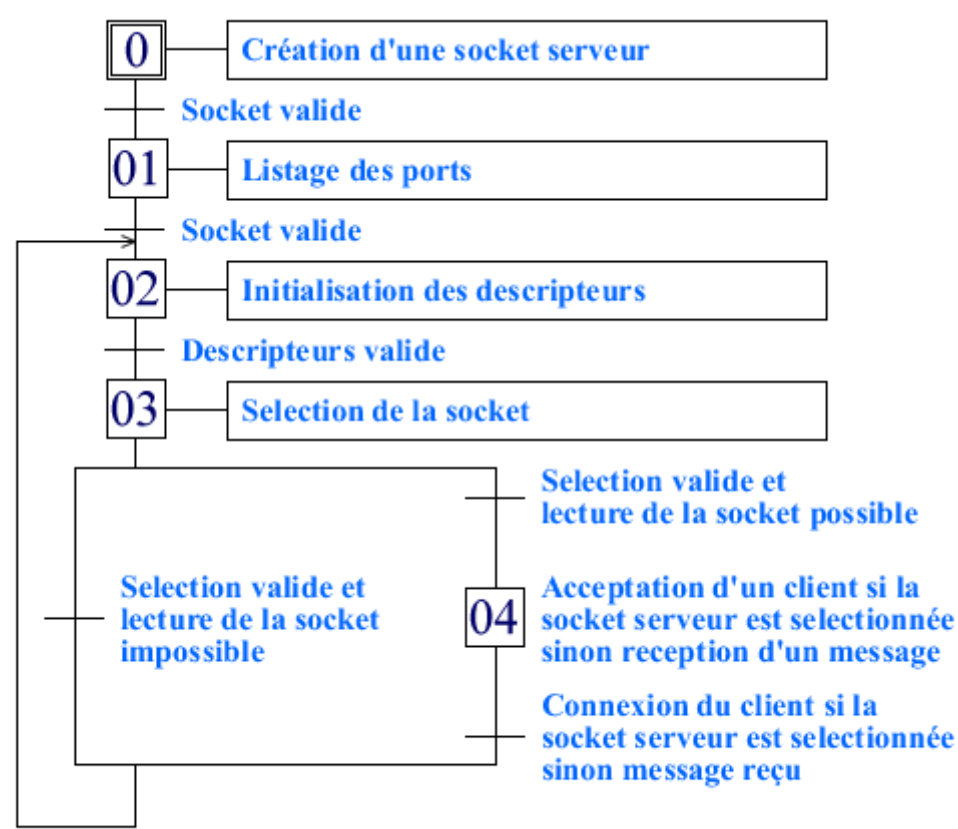 0
Création d'une socket serveur
Socket valide
01
Listage des ports
Socket valide
02
Initialisation des descripteurs
Descripteurs valide
03
Selection de la socket
Selection valide et
lecture de la socket possible
Selection valide et
lecture de la socket
impossible
04
Acceptation d'un client si la
socket serveur est selectionnée
sinon reception d'un message
Connexion du client si la
socket serveur est selectionnée
sinon message reçu